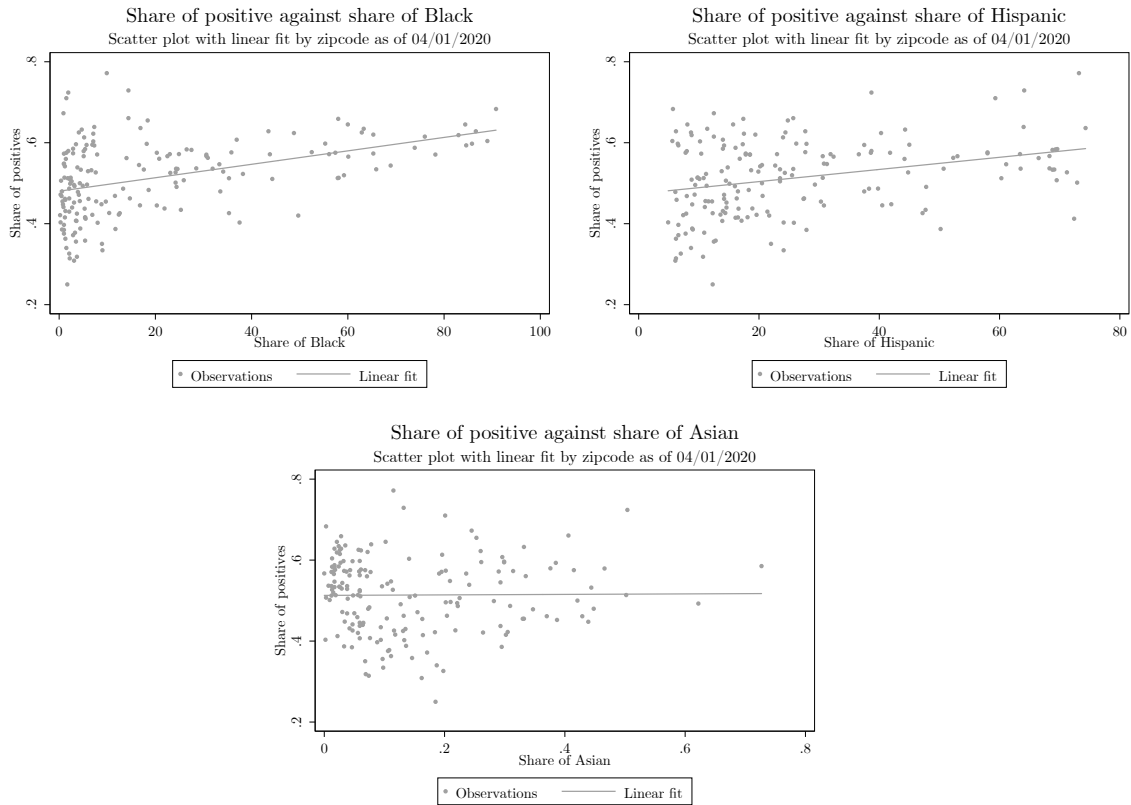 Share of positive against share of Black
Scatter plot with linear fit by zipcode as of 04/01/2020
Share of positives
.8
.6
.4
.2
0 20 40 60 80 100
Share of Black
Observations Linear fit
Share of positive against share of Hispanic
Scatter plot with linear fit by zipcode as of 04/01/2020
Share of positives
.8
.6
.4
.2
0 20 40 60 80
Share of Hispanic
Observations Linear fit
Share of positive against share of Asian
Scatter plot with linear fit by zipcode as of 04/01/2020
Share of positives
.8
.6
.4
.2
0 .2 .4 .6 .8
Share of Asian
Observations Linear fit